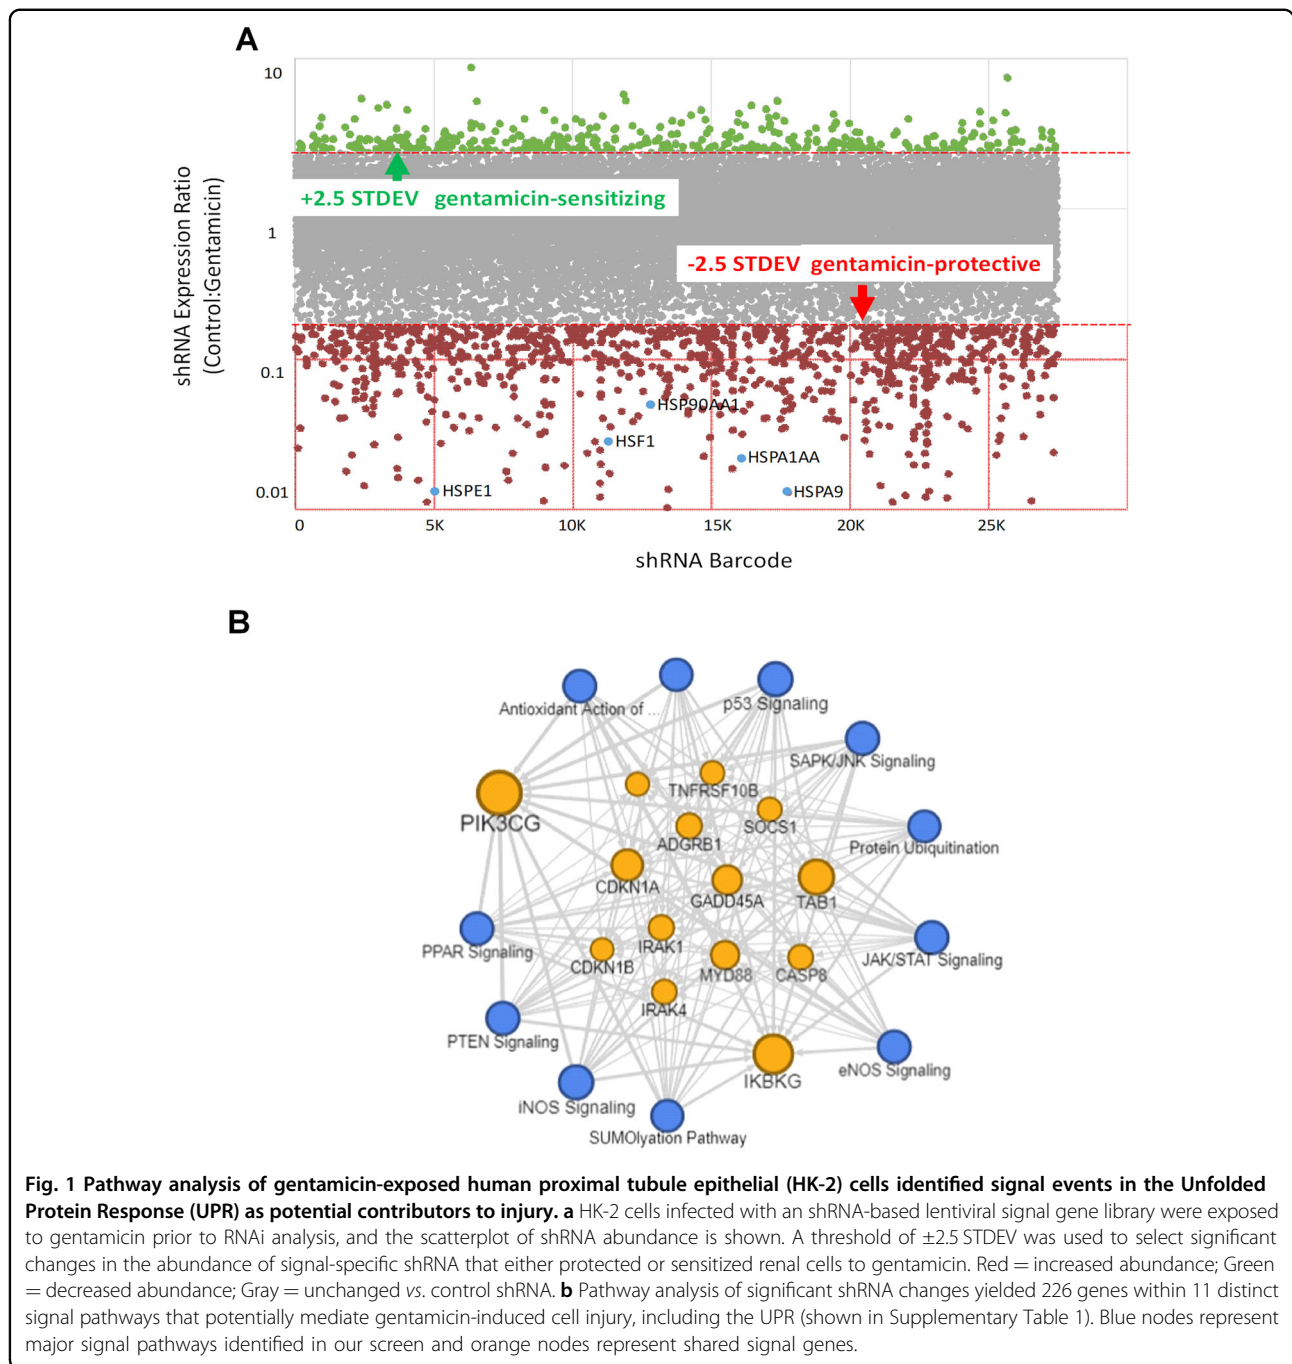 A
10
1
0.1
0.01
shRNA Expression Ratio
(Control:Gentamicin)
+2.5 STDEV gentamicin-sensitizing
-2.5 STDEV gentamicin-protective
HSP90AA1
HSF1
HSPA1AA
HSPE1
HSPA9
0
5K
10K
15K
20K
25K
shRNA Barcode
B
Antioxidant Action of ...
p53 Signaling
SAPK/JNK Signaling
TNFRSF10B
PIK3CG
SOCS1
ADGRB1
Protein Ubiquitination
CDKN1A
GADD45A
TAB1
PPAR Signaling
IRAK1
JAK/STAT Signaling
CDKN1B
MYD88
CASP8
IRAK4
PTEN Signaling
eNOS Signaling
IKBKG
iNOS Signaling
SUMOlyation Pathway
Fig. 1 Pathway analysis of gentamicin-exposed human proximal tubule epithelial (HK-2) cells identified signal events in the Unfolded
Protein Response (UPR) as potential contributors to injury. a HK-2 cells infected with an shRNA-based lentiviral signal gene library were exposed
to gentamicin prior to RNAi analysis, and the scatterplot of shRNA abundance is shown. A threshold of ±2.5 STDEV was used to select significant
changes in the abundance of signal-specific shRNA that either protected or sensitized renal cells to gentamicin. Red = increased abundance; Green
= decreased abundance; Gray = unchanged vs. control shRNA. b Pathway analysis of significant shRNA changes yielded 226 genes within 11 distinct
signal pathways that potentially mediate gentamicin-induced cell injury, including the UPR (shown in Supplementary Table 1). Blue nodes represent
major signal pathways identified in our screen and orange nodes represent shared signal genes.